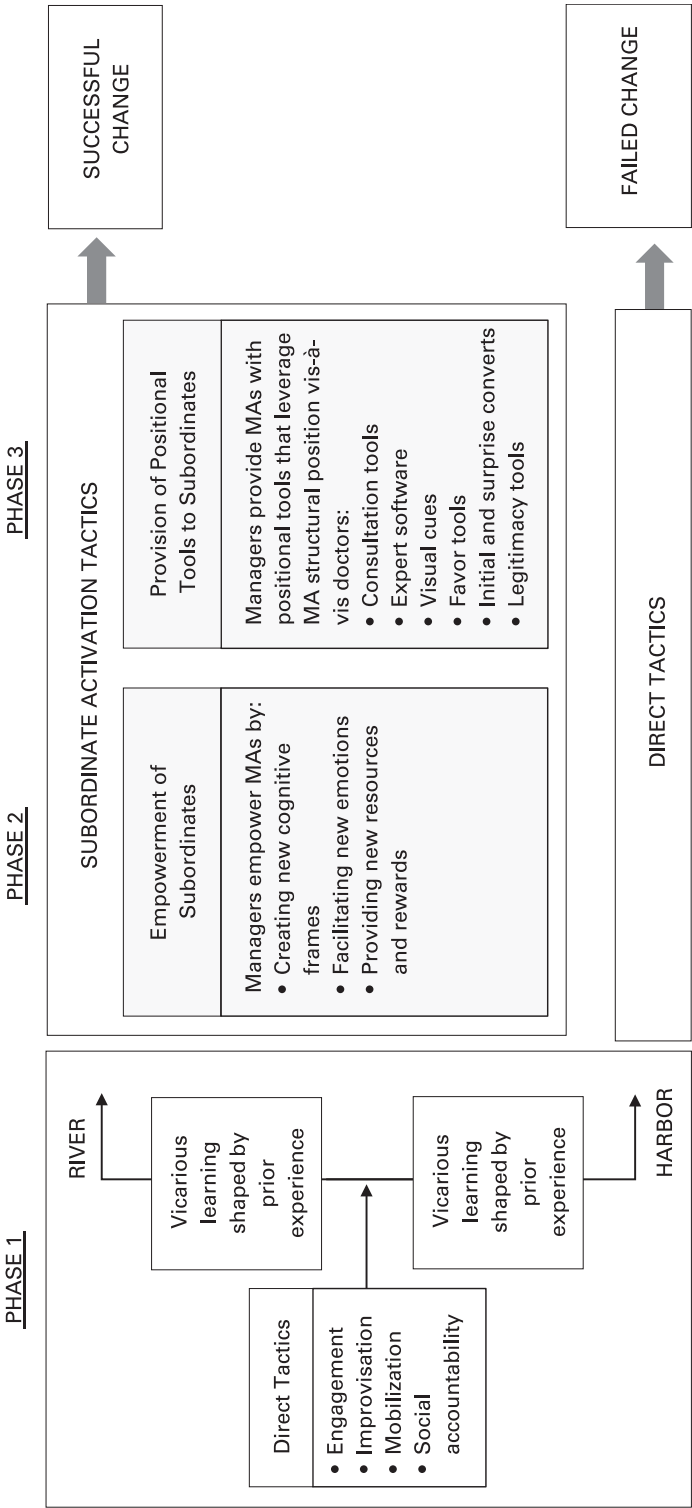 PHASE 1
Direct Tactics
• Engagement
• Improvisation
• Mobilization
• Social
accountability
RIVER
Vicarious
learning
shaped by
prior
experience
Vicarious
learning
shaped by
prior
experience
HARBOR
PHASE 2
PHASE 3
SUBORDINATE ACTIVATION TACTICS
Empowerment of
Subordinates
Managers empower MAs by:
• Creating new cognitive
frames
• Facilitating new emotions
• Providing new resources
and rewards
Provision of Positional
Tools to Subordinates
Managers provide MAs with
positional tools that leverage
MA structural position vis-à-
vis doctors:
• Consultation tools
• Expert software
• Visual cues
• Favor tools
• Initial and surprise converts
• Legitimacy tools
DIRECT TACTICS
SUCCESSFUL
CHANGE
FAILED CHANGE